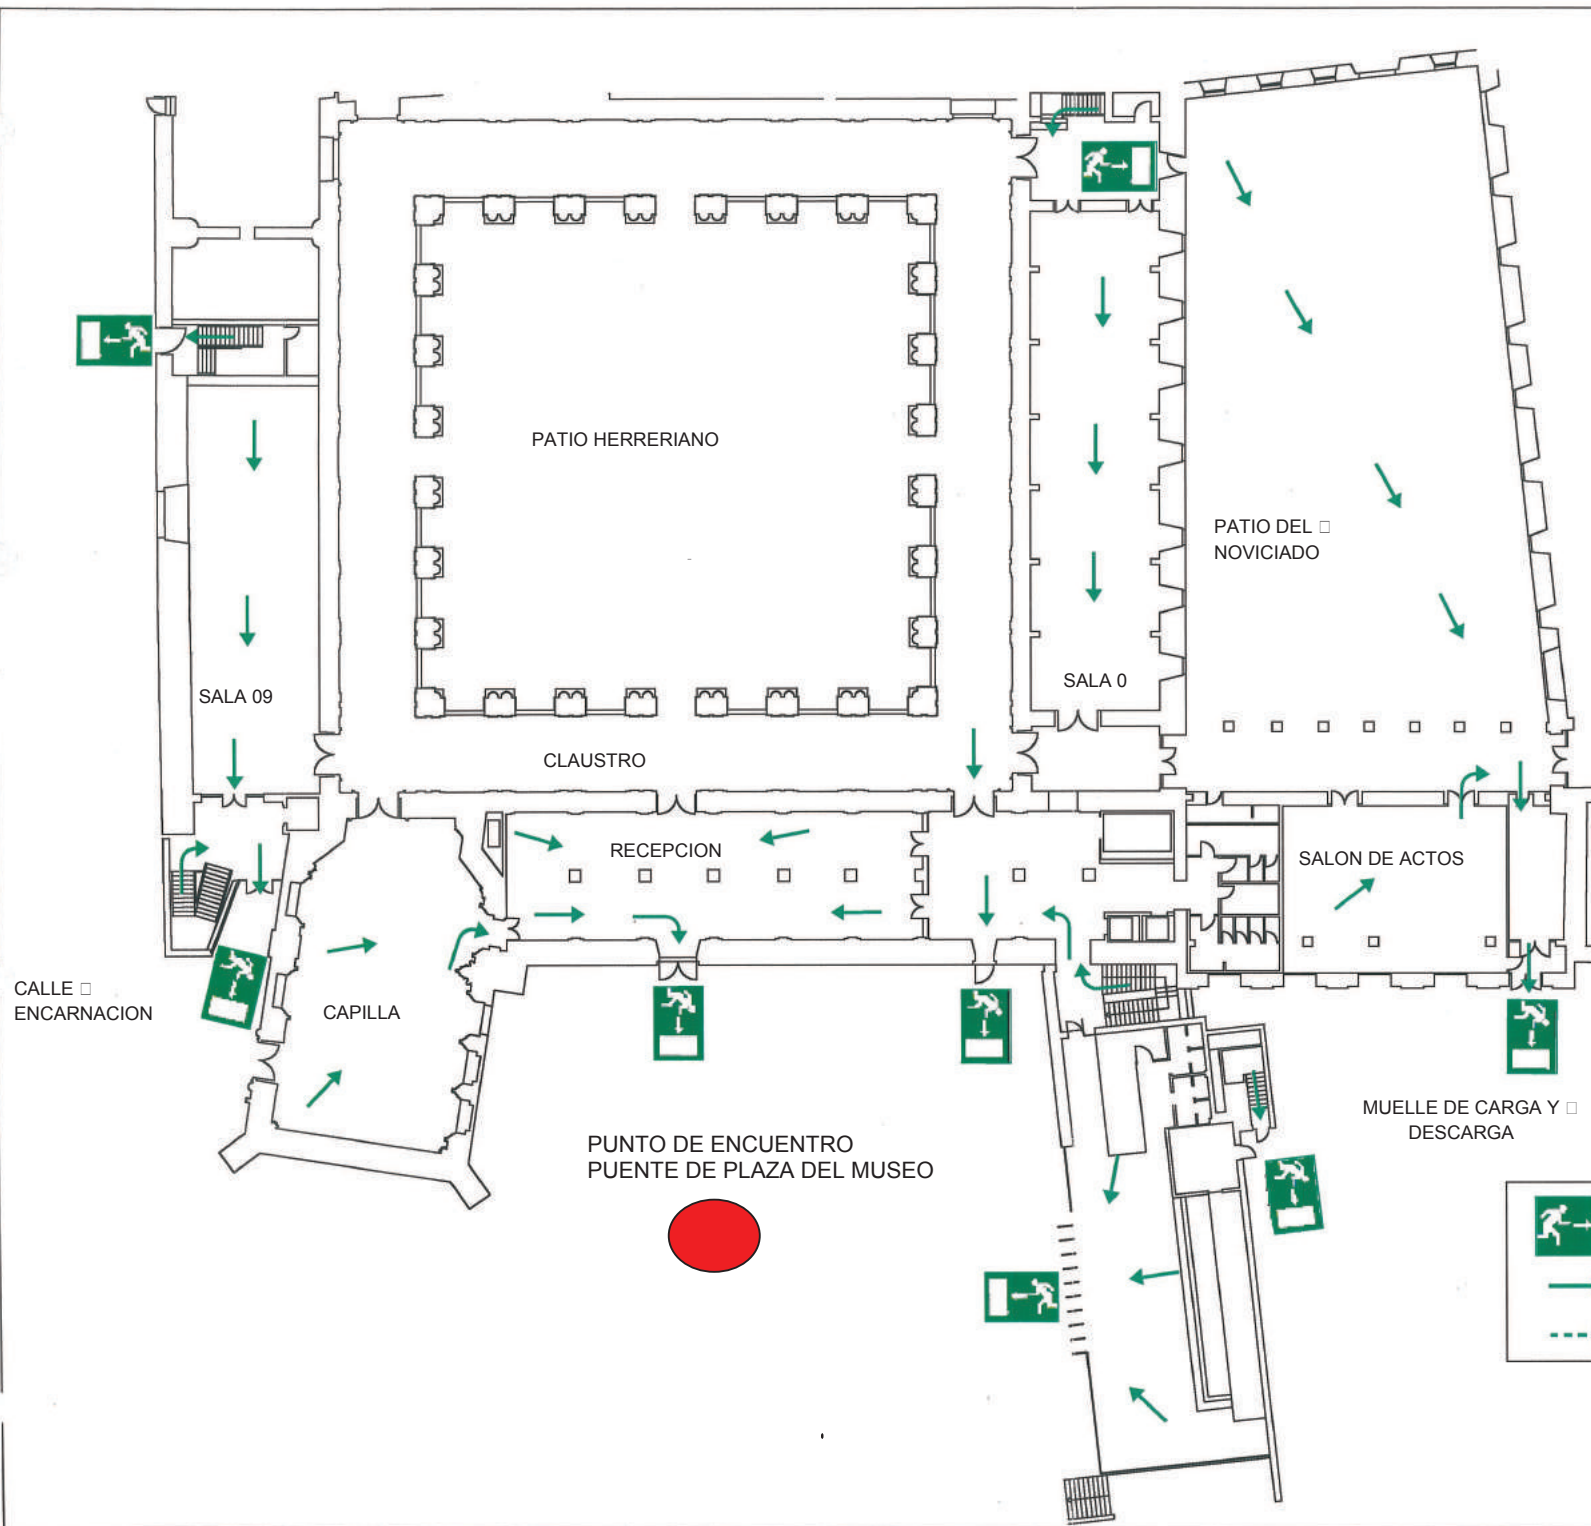 PATIO HERRERIANO
PATIO DEL
NOVICIADO
SALA 09
SALA 0
CLAUSTRO
RECEPCION
SALON DE ACTOS
CALLE
ENCARNACION
CAPILLA
MUELLE DE CARGA Y
DESCARGA
PUNTO DE ENCUENTRO
PUENTE DE PLAZA DEL MUSEO